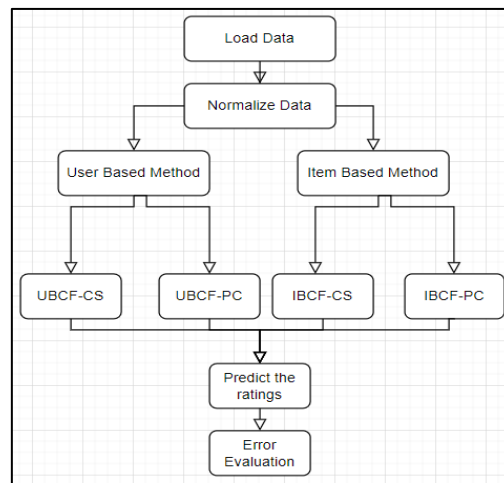 Load Data
Normalize Data
User Based Method
Item Based Method
UBCF-CS
UBCF-PC
IBCF-CS
IBCF-PC
Predict the
ratings
Error
Evaluation